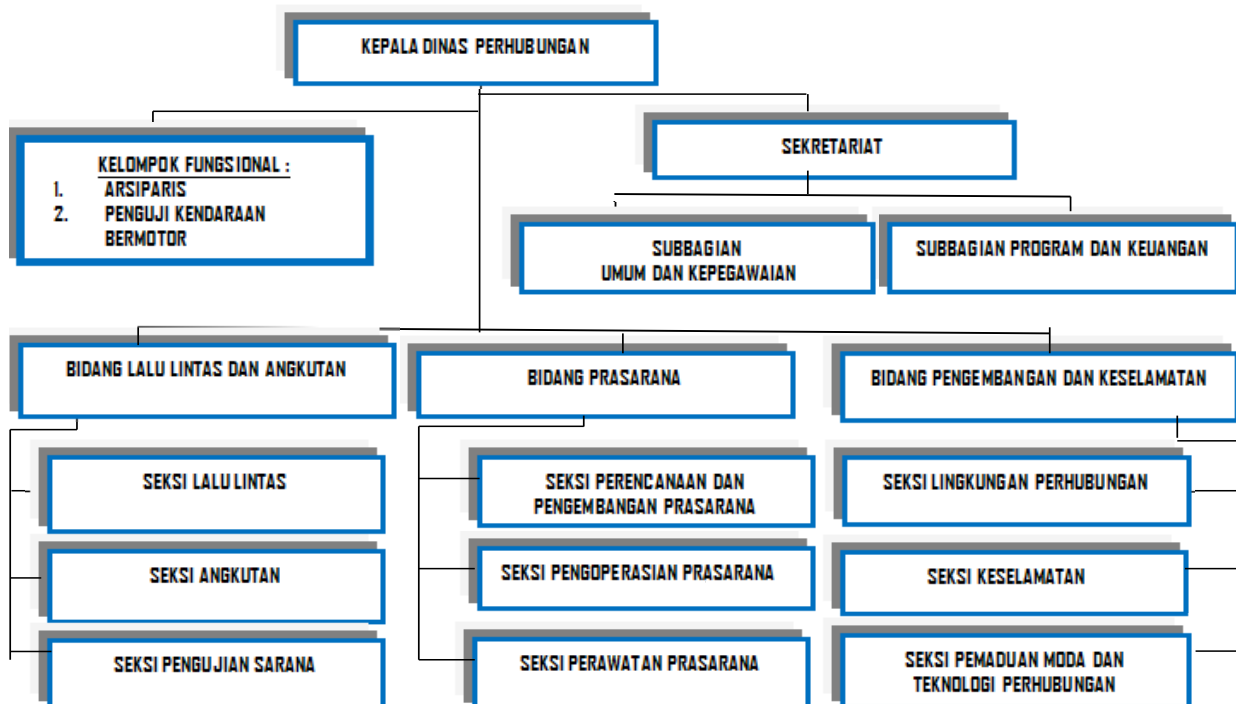 KEPALA DINAS PERHUBUNGAN
KELOMPOK FUNGSIONAL :
1. ARSIPARIS
2. PENGUJI KENDARAAN
BERMOTOR
SEKRETARIAT
SUBBAGIAN
UMUM DAN KEPEGAWAIAN
SUBBAGIAN PROGRAM DAN KEUANGAN
BIDANG LALU LINTAS DAN ANGKUTAN
BIDANG PRASARANA
BIDANG PENGEMBANGAN DAN KESELAMATAN
SEKSI LALU LINTAS
SEKSI PERENCANAAN DAN
PENGEMBANGAN PRASARANA
SEKSI LINGKUNGAN PERHUBUNGAN
SEKSI ANGKUTAN
SEKSI PENGOPERASIAN PRASARANA
SEKSI KESELAMATAN
SEKSI PENGUJIAN SARANA
SEKSI PERAWATAN PRASARANA
SEKSI PEMADUAN MODA DAN
TEKNOLOGI PERHUBUNGAN